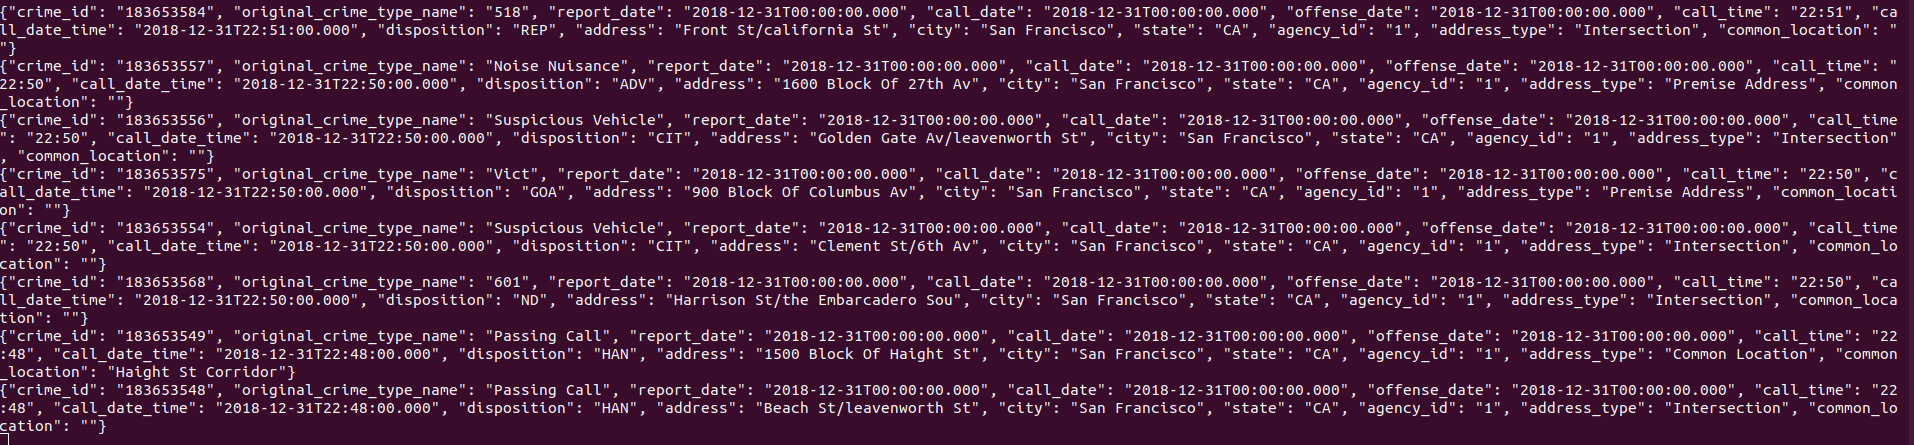 {"crime_id": "183653584", "original_crime_type_name": "518", "report_date": "2018-12-31T00:00:00.000", "call_date": "2018-12-31T00:00:00.000", "offense_date": "2018-12-31T00:00:00.000", "call_time": "22:51", "ca
ll_date_time": "2018-12-31T22:51:00.000", "disposition": "REP", "address": "Front St/california St", "city": "San Francisco", "state": "CA", "agency_id": "1", "address_type": "Intersection", "common_location": "
"}
{"crime_id": "183653557", "original_crime_type_name": "Noise Nuisance", "report_date": "2018-12-31T00:00:00.000", "call_date": "2018-12-31T00:00:00.000", "offense_date": "2018-12-31T00:00:00.000", "call_time": "
22:50", "call_date_time": "2018-12-31T22:50:00.000", "disposition": "ADV", "address": "1600 Block Of 27th Av", "city": "San Francisco", "state": "CA", "agency_id": "1", "address_type": "Premise Address", "common
_location": ""}
{"crime_id": "183653556", "original_crime_type_name": "Suspicious Vehicle", "report_date": "2018-12-31T00:00:00.000", "call_date": "2018-12-31T00:00:00.000", "offense_date": "2018-12-31T00:00:00.000", "call_time
": "22:50", "call_date_time": "2018-12-31T22:50:00.000", "disposition": "CIT", "address": "Golden Gate Av/leavenworth St", "city": "San Francisco", "state": "CA", "agency_id": "1", "address_type": "Intersection"
, "common_location": ""}
{"crime_id": "183653575", "original_crime_type_name": "Vict", "report_date": "2018-12-31T00:00:00.000", "call_date": "2018-12-31T00:00:00.000", "offense_date": "2018-12-31T00:00:00.000", "call_time": "22:50", "c
all_date_time": "2018-12-31T22:50:00.000", "disposition": "GOA", "address": "900 Block Of Columbus Av", "city": "San Francisco", "state": "CA", "agency_id": "1", "address_type": "Premise Address", "common_locati
on": ""}
{"crime_id": "183653554", "original_crime_type_name": "Suspicious Vehicle", "report_date": "2018-12-31T00:00:00.000", "call_date": "2018-12-31T00:00:00.000", "offense_date": "2018-12-31T00:00:00.000", "call_time
": "22:50", "call_date_time": "2018-12-31T22:50:00.000", "disposition": "CIT", "address": "Clement St/6th Av", "city": "San Francisco", "state": "CA", "agency_id": "1", "address_type": "Intersection", "common_lo
cation": ""}
{"crime_id": "183653568", "original_crime_type_name": "601", "report_date": "2018-12-31T00:00:00.000", "call_date": "2018-12-31T00:00:00.000", "offense_date": "2018-12-31T00:00:00.000", "call_time": "22:50", "ca
ll_date_time": "2018-12-31T22:50:00.000", "disposition": "ND", "address": "Harrison St/the Embarcadero Sou", "city": "San Francisco", "state": "CA", "agency_id": "1", "address_type": "Intersection", "common_loca
tion": ""}
{"crime_id": "183653549", "original_crime_type_name": "Passing Call", "report_date": "2018-12-31T00:00:00.000", "call_date": "2018-12-31T00:00:00.000", "offense_date": "2018-12-31T00:00:00.000", "call_time": "22
:48", "call_date_time": "2018-12-31T22:48:00.000", "disposition": "HAN", "address": "1500 Block Of Haight St", "city": "San Francisco", "state": "CA", "agency_id": "1", "address_type": "Common Location", "common
_location": "Haight St Corridor"}
{"crime_id": "183653548", "original_crime_type_name": "Passing Call", "report_date": "2018-12-31T00:00:00.000", "call_date": "2018-12-31T00:00:00.000", "offense_date": "2018-12-31T00:00:00.000", "call_time": "22
:48", "call_date_time": "2018-12-31T22:48:00.000", "disposition": "HAN", "address": "Beach St/leavenworth St", "city": "San Francisco", "state": "CA", "agency_id": "1", "address_type": "Intersection", "common_lo
cation": ""}